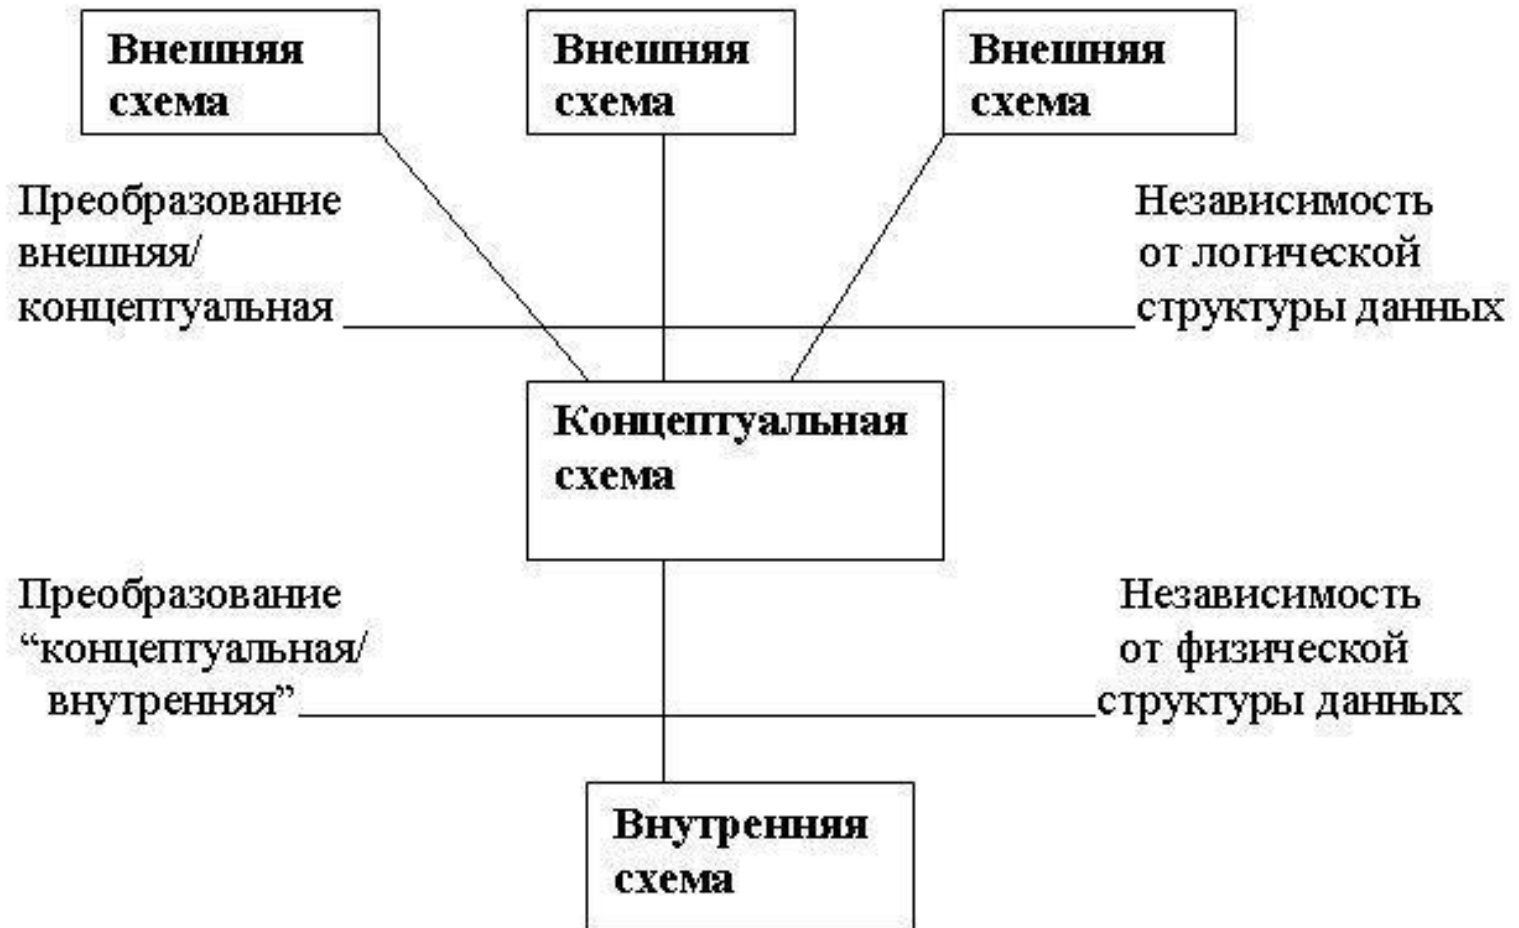 Внешняя
схема
Внешняя
схема
Внешняя
схема
Преобразование
внешняя/
концептуальная
Независимость
от логической
структуры данных
Концептуальная
схема
Преобразование
“концептуальная/
внутренняя”
Независимость
от физической
структуры данных
Внутренняя
схема